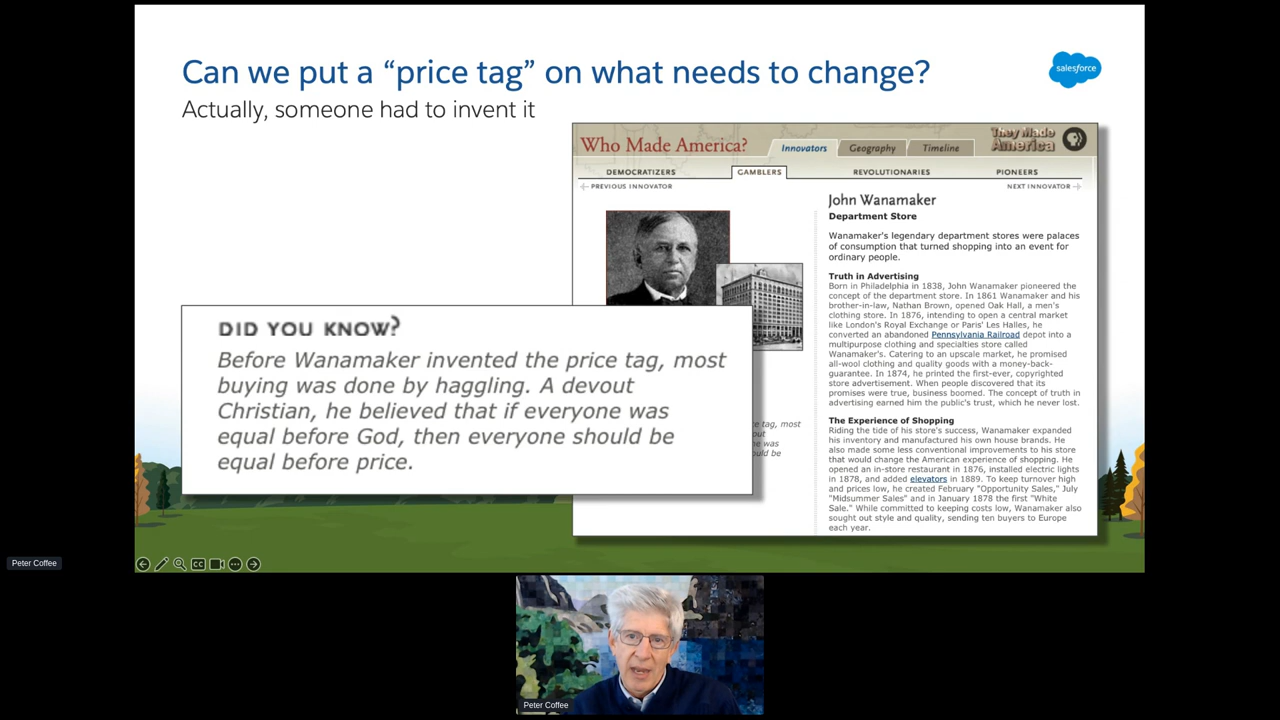 Can we put a “price tag” on what needs to change?
Actually, someone had to invent it
salesforce
Who Made America?
Innovators
Geography
Timeline
They Made
America
DEMOCRATIZERS
GAMBLERS
REVOLUTIONARIES
PIONEERS
PREVIOUS INNOVATOR
NEXT INNOVATOR
John Wanamaker
Department Store
Wanamaker's legendary department stores were palaces
of consumption that turned shopping into an event for
ordinary people.
Truth in Advertising
Born in Philadelphia in 1838, John Wanamaker pioneered the
concept of the department store. In 1861 Wanamaker and his
brother-in-law, Nathan Brown, opened Oak Hall, a men's
clothing store. In 1876, intending to open a central market
like London's Royal Exchange or Paris' Les Halles, he
converted an abandoned Pennsylvania Railroad depot into a
multipurpose clothing and specialties store called
Wanamaker's. Catering to an upscale market, he promised
all-wool clothing and quality goods with a money-back-
guarantee. In 1874, he printed the first-ever, copyrighted
store advertisement. When people discovered that its
promises were true, business boomed. The concept of truth in
advertising earned him the public's trust, which he never lost.
The Experience of Shopping
Riding the tide of his store's success, Wanamaker expanded
his inventory and manufactured his own house brands. He
also made some less conventional improvements to his store
that would change the American experience of shopping. He
opened an in-store restaurant in 1876, installed electric lights
in 1878, and added elevators in 1889. To keep turnover high
and prices low, he created February "Opportunity Sales," July
"Midsummer Sales" and in January 1878 the first "White
Sale." While committed to keeping costs low, Wanamaker also
sought out style and quality, sending ten buyers to Europe
each year.
DID YOU KNOW?
Before Wanamaker invented the price tag, most
buying was done by haggling. A devout
Christian, he believed that if everyone was
equal before God, then everyone should be
equal before price.
tag, most
out
was
uld be
CC
Peter Coffee
Peter Coffee